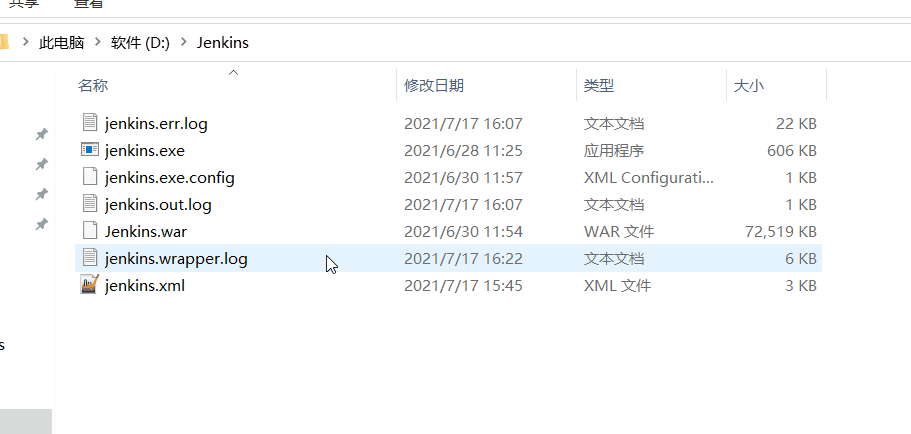 共享 查看
此电脑 > 软件 (D:) > Jenkins
名称 修改日期 类型 大小
jenkins.err.log 2021/7/17 16:07 文本文档 22 KB
jenkins.exe 2021/6/28 11:25 应用程序 606 KB
jenkins.exe.config 2021/6/30 11:57 XML Configurati... 1 KB
jenkins.out.log 2021/7/17 16:07 文本文档 1 KB
Jenkins.war 2021/6/30 11:54 WAR 文件 72,519 KB
jenkins.wrapper.log 2021/7/17 16:22 文本文档 6 KB
jenkins.xml 2021/7/17 15:45 XML 文件 3 KB
s